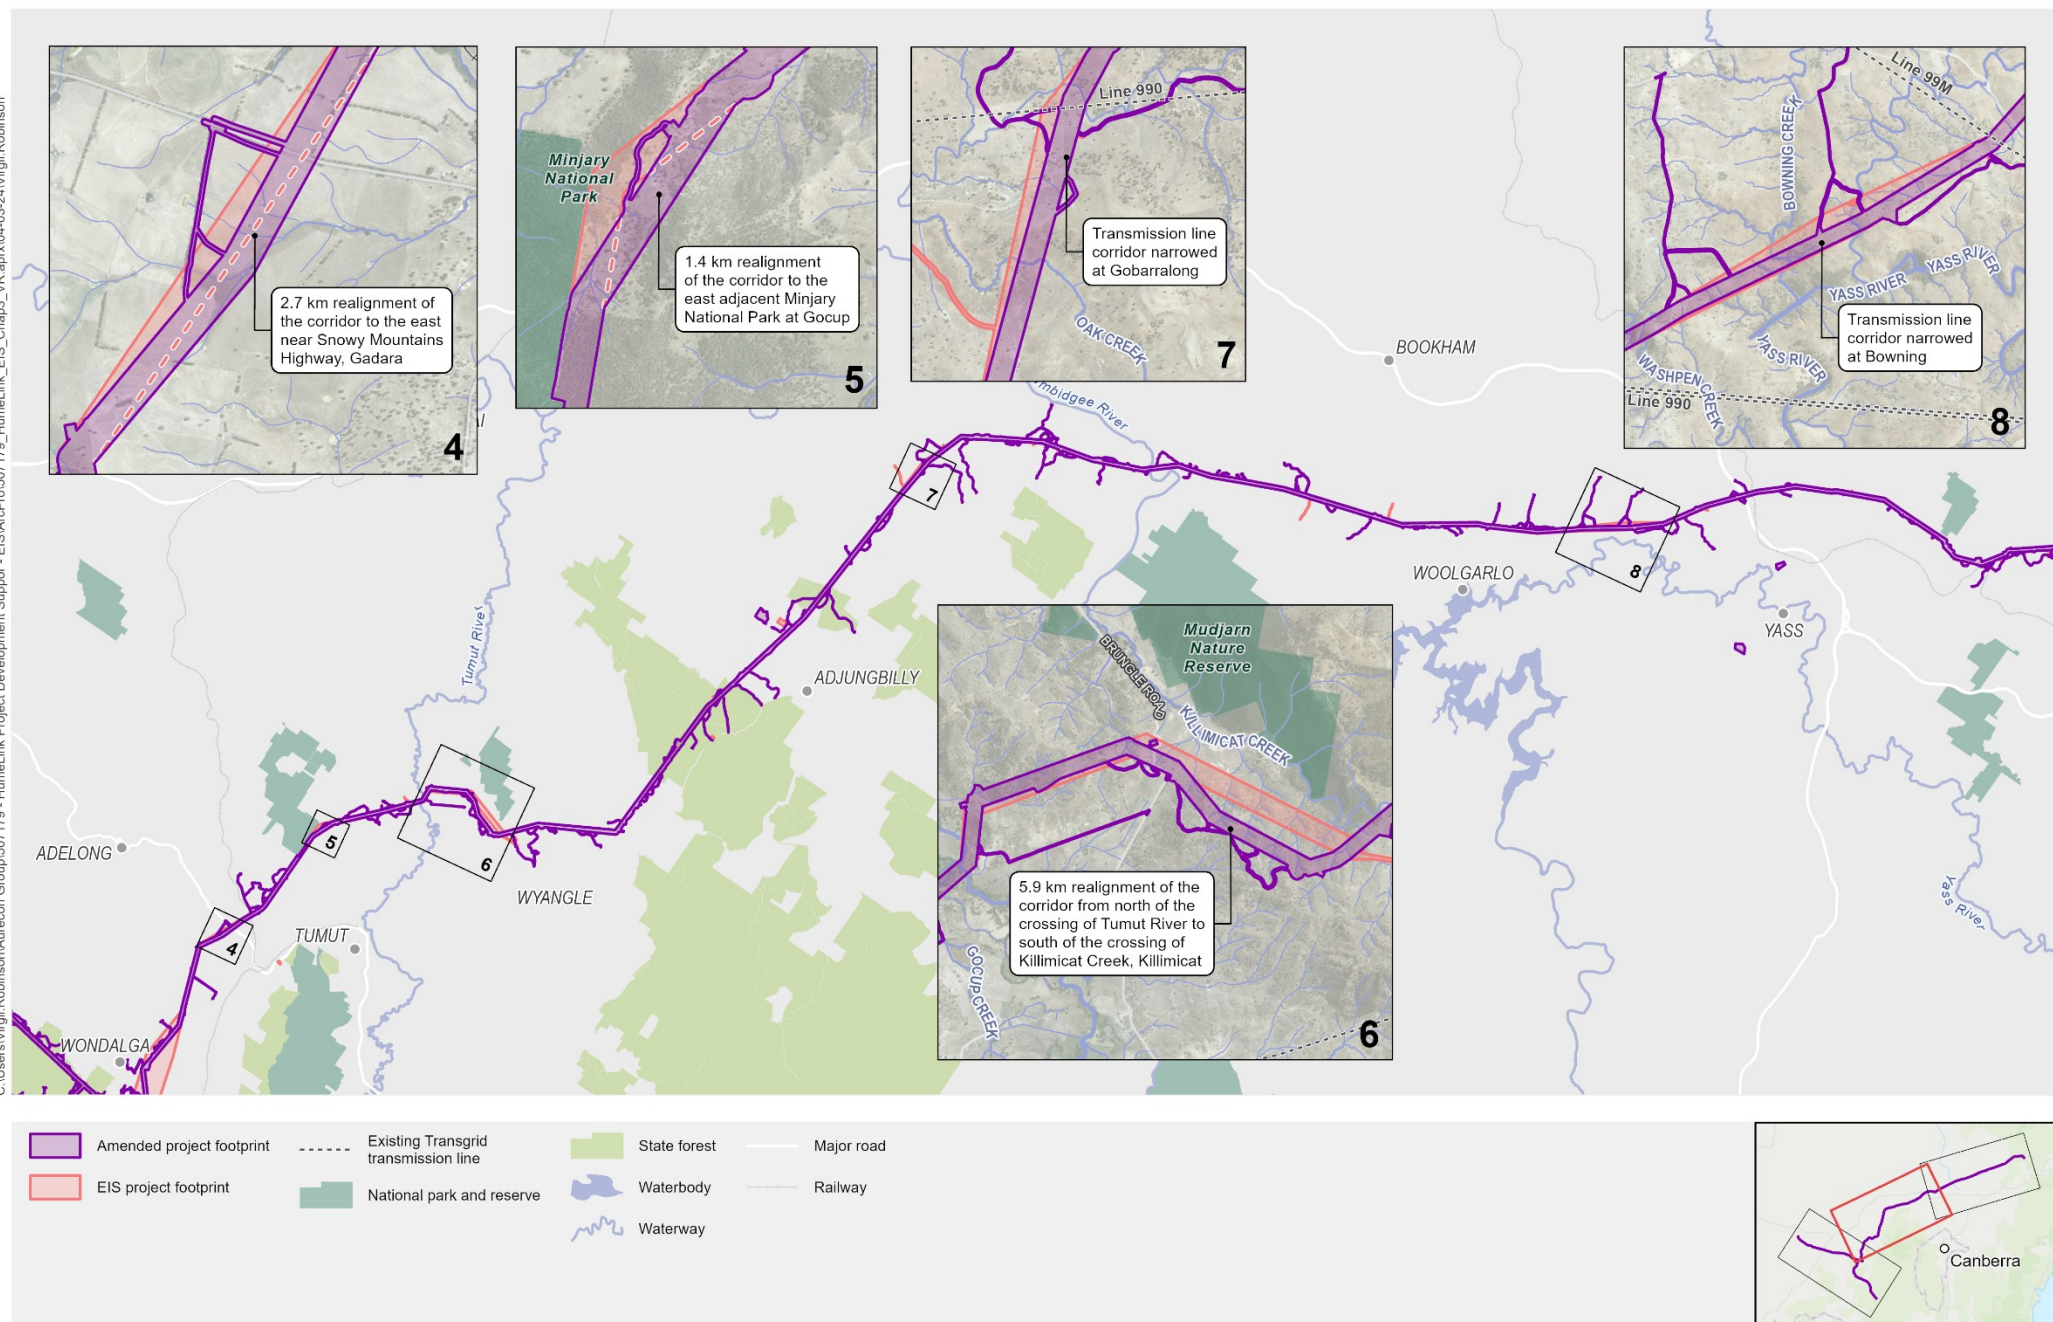 2.7 km realignment of
the corridor to the east
near Snowy Mountains
Highway, Gadara
4
Minjary
National
Park
1.4 km realignment
of the corridor to the
east adjacent Minjary
National Park at Gocup
5
Line 990
Transmission line
corridor narrowed
at Gobarralong
OAK CREEK
7
Line 99M
BOWNING CREEK
YASS RIVER
YASS RIVER
YASS RIVER
Transmission line
corridor narrowed
at Bowning
WASHPEN CREEK
Line 990
8
BOOKHAM
7
8
WOOLGARLO
YASS
Tumut River
ADJUNGBILLY
Mudjarn
Nature
Reserve
BRUNGLE ROAD
KILLIMICAT CREEK
5.9 km realignment of the
corridor from north of the
crossing of Tumut River to
south of the crossing of
Killimicat Creek, Killimicat
GOCUP CREEK
6
5
6
ADELONG
WYANGLE
4
TUMUT
WONDALGA
Yass River
Amended project footprint
EIS project footprint
Existing Transgrid
transmission line
National park and reserve
State forest
Waterbody
Waterway
Major road
Railway
Canberra